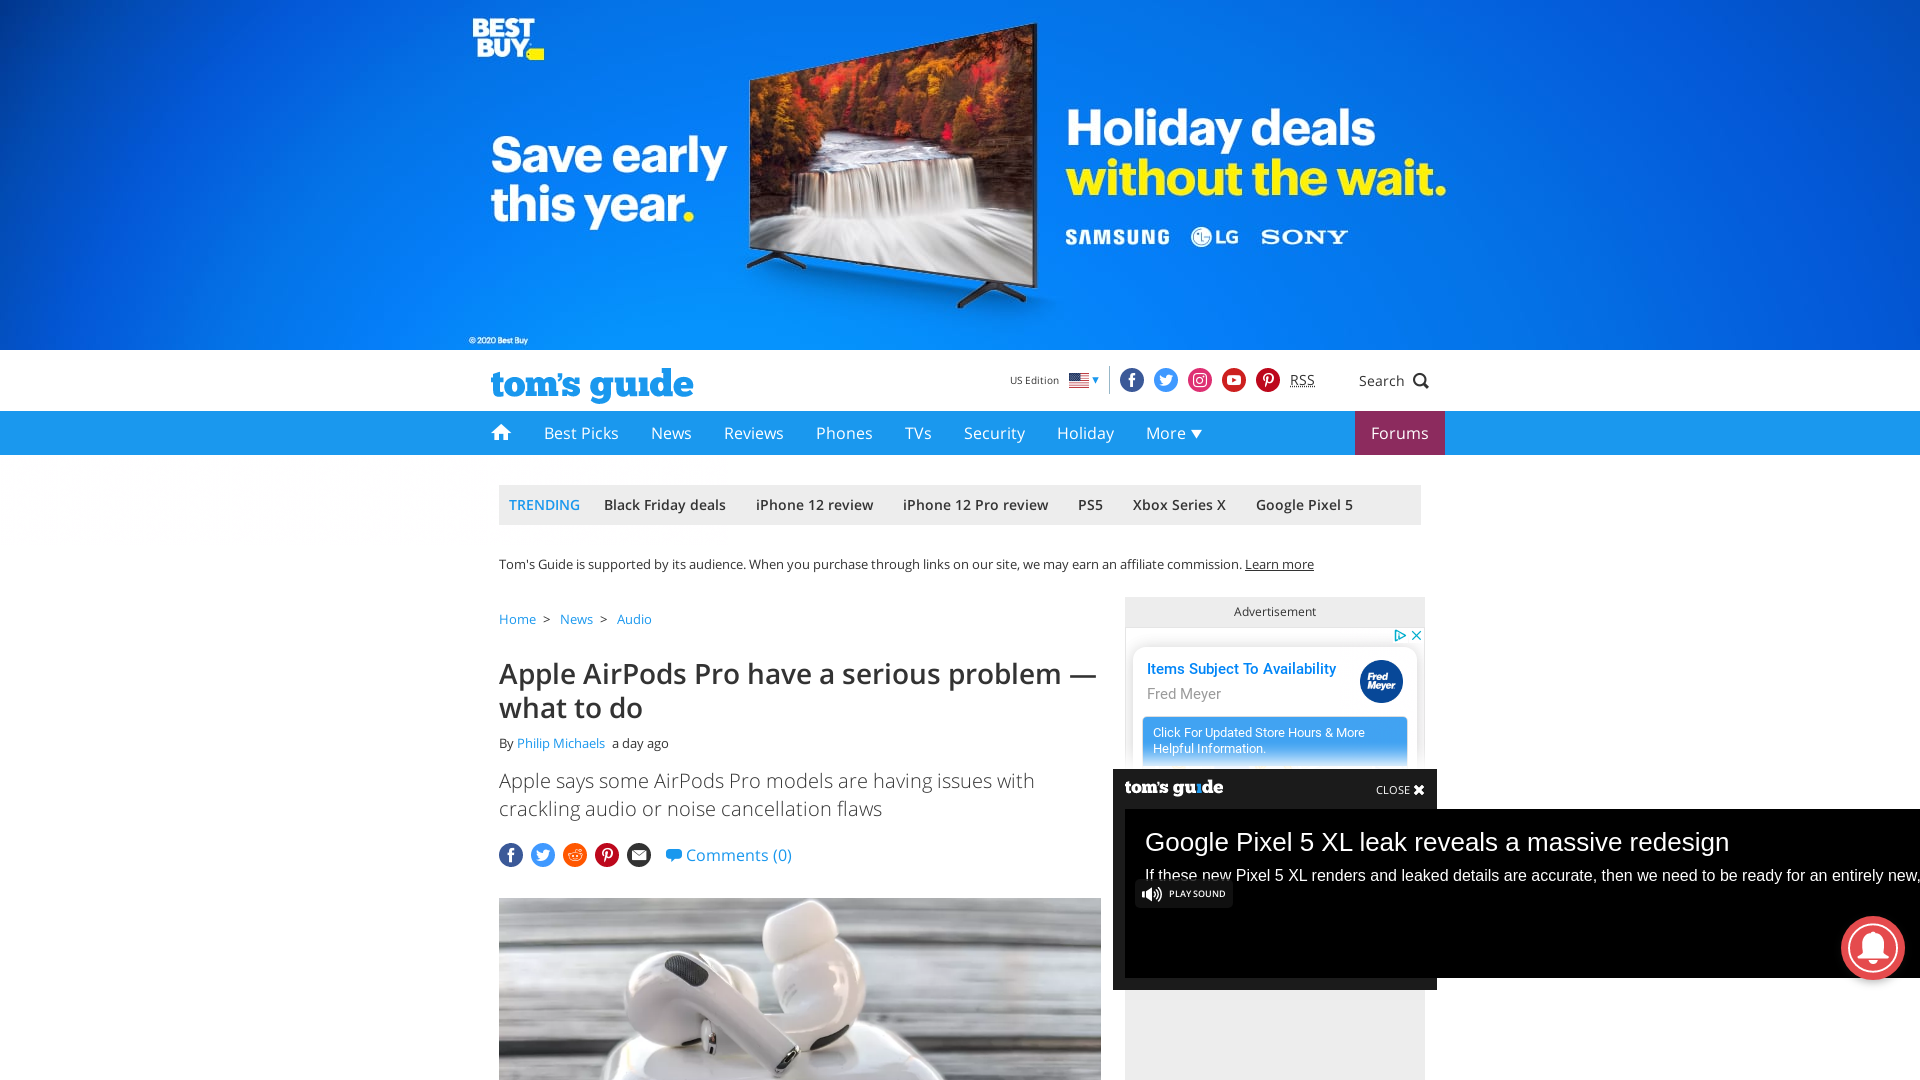 BEST
BUY
Save early
this year.
Holiday deals
without the wait.
SAMSUNG LG SONY
© 2020 Best Buy
tom's guide
US Edition
RSS
Search
Best Picks
News
Reviews
Phones
TVs
Security
Holiday
More
Forums
TRENDING
Black Friday deals
iPhone 12 review
iPhone 12 Pro review
PS5
Xbox Series X
Google Pixel 5
Tom's Guide is supported by its audience. When you purchase through links on our site, we may earn an affiliate commission. Learn more
Home > News > Audio
Apple AirPods Pro have a serious problem —
what to do
By Philip Michaels a day ago
Apple says some AirPods Pro models are having issues with
crackling audio or noise cancellation flaws
Comments (0)
Advertisement
Items Subject To Availability
Fred Meyer
Fred
Meyer
Click For Updated Store Hours & More
Helpful Information.
tom's guide
CLOSE
Google Pixel 5 XL leak reveals a massive redesign
If these new Pixel 5 XL renders and leaked details are accurate, then we need to be ready for an entirely new,
PLAY SOUND